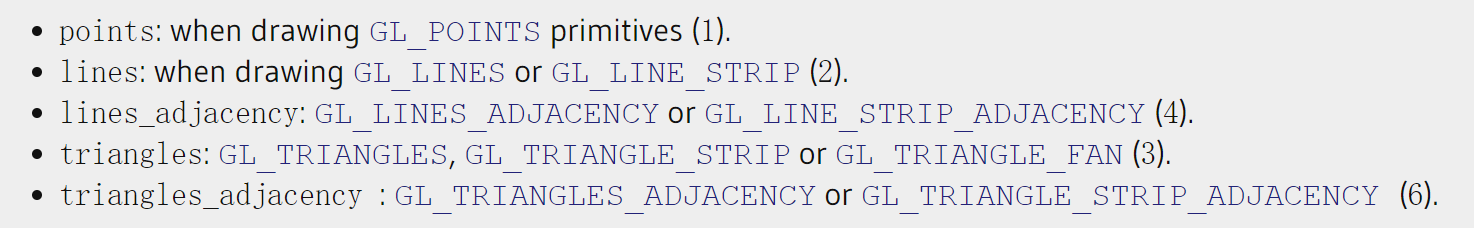 • points: when drawing GL_POINTS primitives (1).
• lines: when drawing GL_LINES or GL_LINE_STRIP (2).
• lines_adjacency: GL_LINES_ADJACENCY or GL_LINE_STRIP_ADJACENCY (4).
• triangles: GL_TRIANGLES, GL_TRIANGLE_STRIP or GL_TRIANGLE_FAN (3).
• triangles_adjacency : GL_TRIANGLES_ADJACENCY or GL_TRIANGLE_STRIP_ADJACENCY (6).